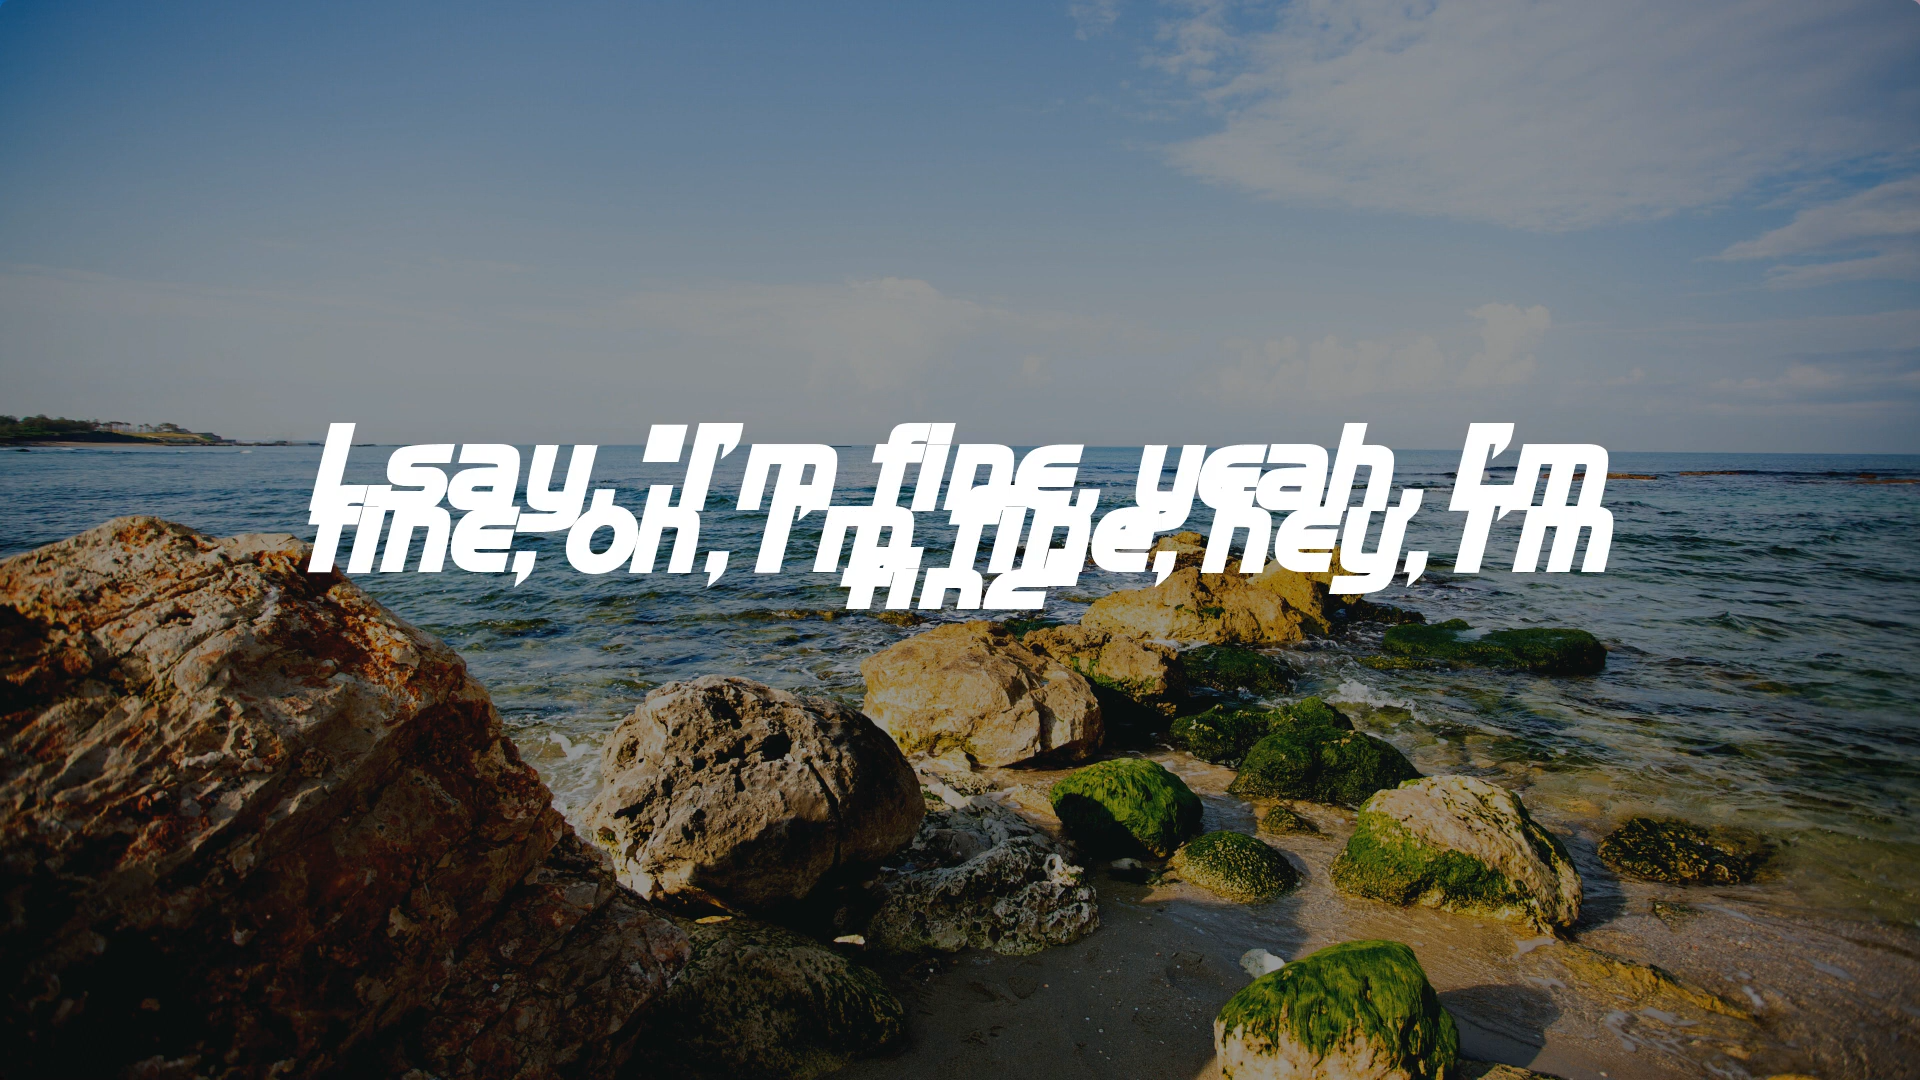 I say, "I'm fine, yeah, I'm
fine, oh, I'm fine, hey, I'm
fine